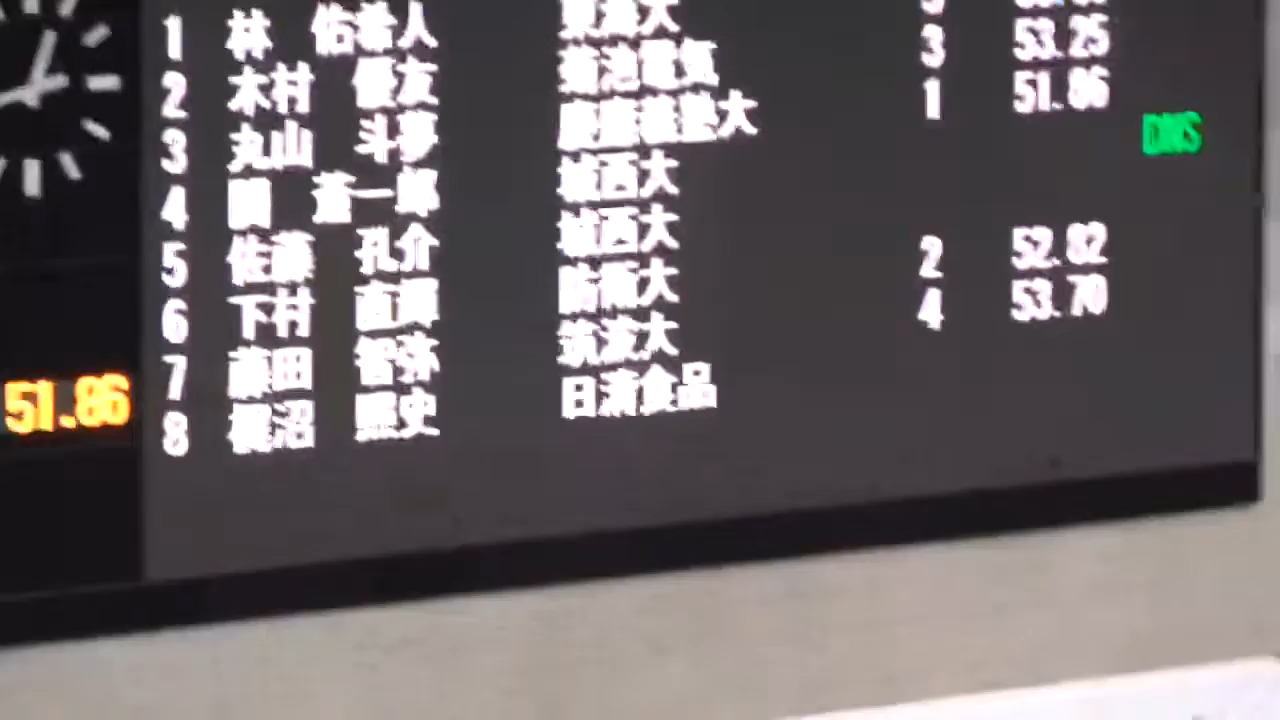 1 林 佑希人 東海大
2 木村 優友 菊池電気 3 53.25
3 丸山 斗夢 慶應義塾大 1 51.86
4 関 蒼一郎 城西大 DNS
5 佐藤 孔介 城西大
6 下村 直 防衛大 2 52.82
7 藤田 智弥 筑波大 4 53.70
8 沼 史 日清食品
51.86